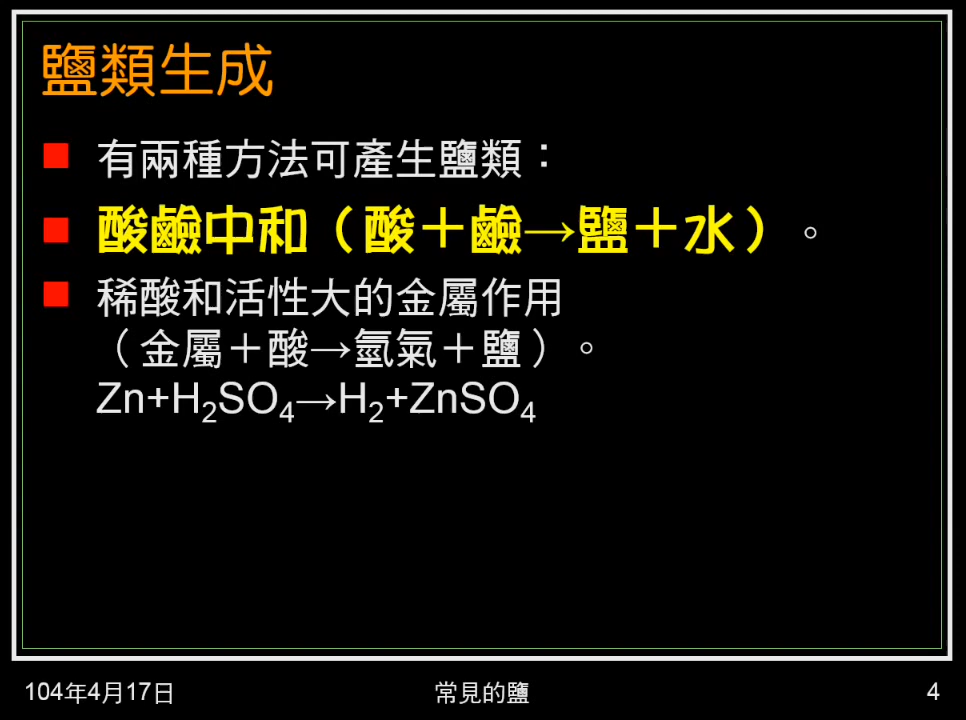 鹽類生成
有兩種方法可產生鹽類：
酸鹼中和（酸＋鹼→鹽＋水）。
稀酸和活性大的金屬作用
（金屬＋酸→氫氣＋鹽）。
Zn+H₂SO₄→H₂+ZnSO₄
104年4月17日
常見的鹽
4